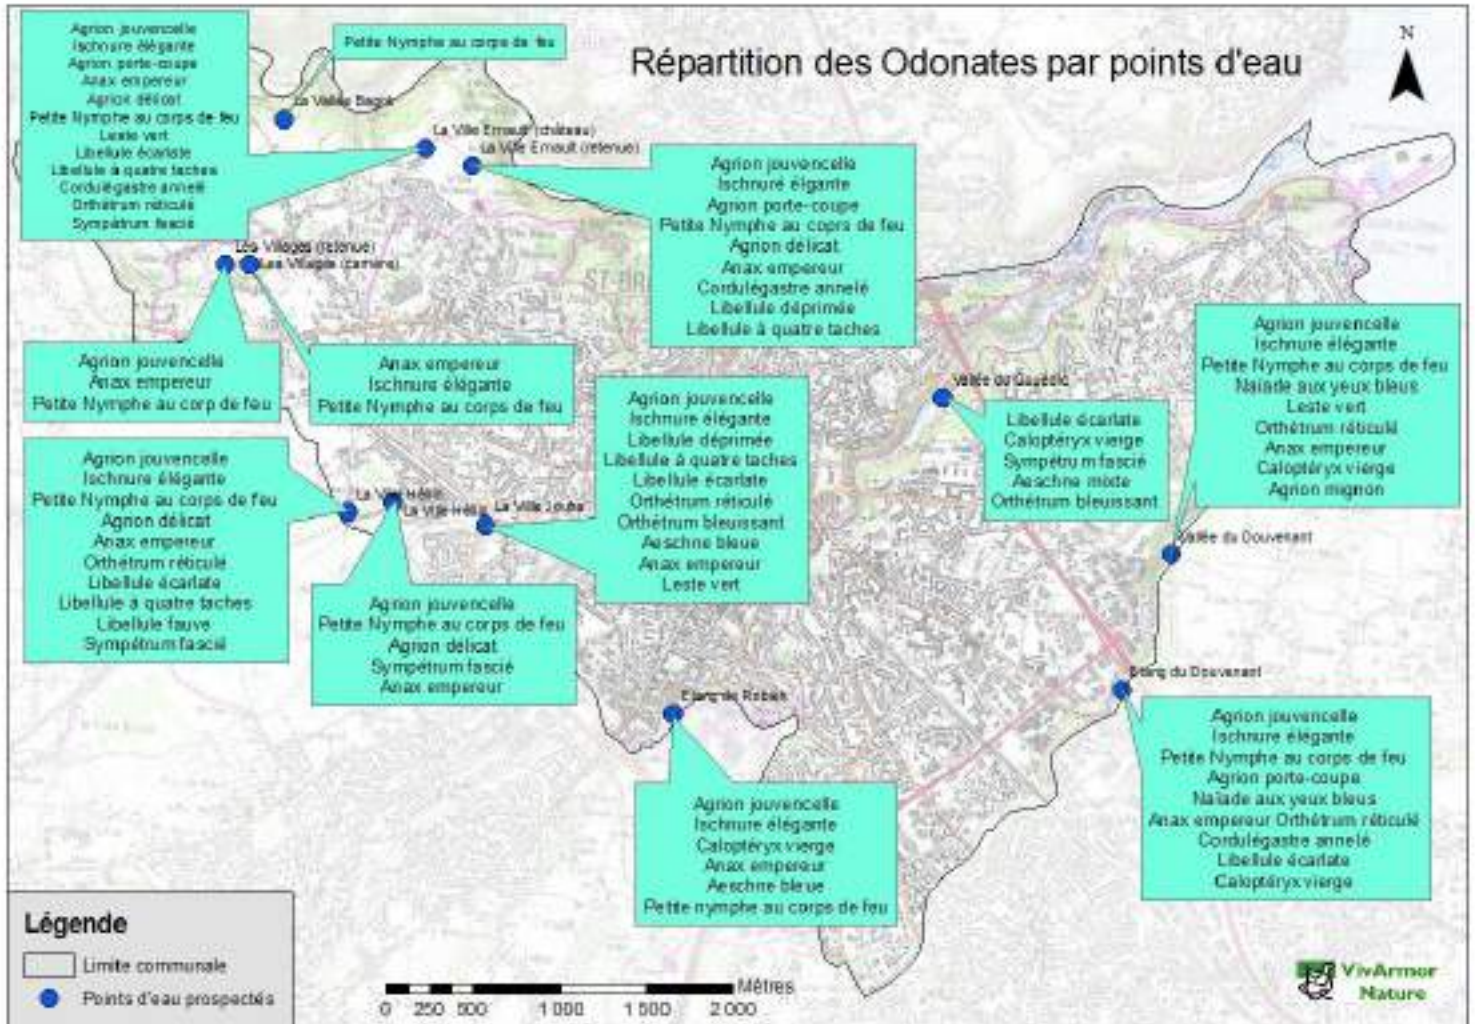 Répartition des Odonates par points d'eau
N
Agrion jouvencelle
Ischnure élégante
Agrion porte-coupe
Anax empereur
Agrion délicat
Petite Nymphe au corps de feu
Leste vert
Libellule écarlate
Libellule à quatre taches
Cordulégastre annelé
Orthétrum réticulé
Sympétrum fascié
Petite Nymphe au corps de feu
La Vallée
La Ville Ernault (château)
La Ville Ernault (retenue)
Agrion jouvencelle
Ischnure élgante
Agrion porte-coupe
Petite Nymphe au coprs de feu
Agrion délicat
Anax empereur
Cordulégastre annelé
Libellule déprimée
Libellule à quatre taches
Les Villages (retenue)
Les Villages (carrière)
Agrion jouvencelle
Anax empereur
Petite Nymphe au corp de feu
Anax empereur
Ischnure élégante
Petite Nymphe au corps de feu
Agrion jouvencelle
Ischnure élégante
Libellule déprimée
Libellule à quatre taches
Libellule écarlate
Orthétrum réticulé
Orthétrum bleuissant
Aeschne bleue
Anax empereur
Leste vert
Vallée du Gouédic
Libellule écarlate
Caloptéryx vierge
Sympétrum fascié
Aeschne mixte
Orthétrum bleuissant
Agrion jouvencelle
Ischnure élégante
Petite Nymphe au corps de feu
Naïade aux yeux bleus
Leste vert
Orthétrum réticulé
Anax empereur
Caloptéryx vierge
Agrion mignon
Vallée du Douvenant
Agrion jouvencelle
Ischnure élégante
Petite Nymphe au corps de feu
Agrion délicat
Anax empereur
Orthétrum réticulé
Libellule écarlate
Libellule à quatre taches
Libellule fauve
Sympétrum fascié
La Ville Hélin
La Ville Hélin
La Ville Jouha
Agrion jouvencelle
Petite Nymphe au corps de feu
Agrion délicat
Sympétrum fascié
Anax empereur
Etang de Robien
Agrion jouvencelle
Ischnure élégante
Caloptéryx vierge
Anax empereur
Aeschne bleue
Petite nymphe au corps de feu
Etang du Douvenant
Agrion jouvencelle
Ischnure élégante
Petite Nymphe au corps de feu
Agrion porte-coupe
Naïade aux yeux bleus
Anax empereur Orthétrum réticulé
Cordulégastre annelé
Libellule écarlate
Caloptéryx vierge
Légende
Limite communale
Points d'eau prospectés
Mètres
0 250 500 1 000 1 500 2 000
VivArmor
Nature